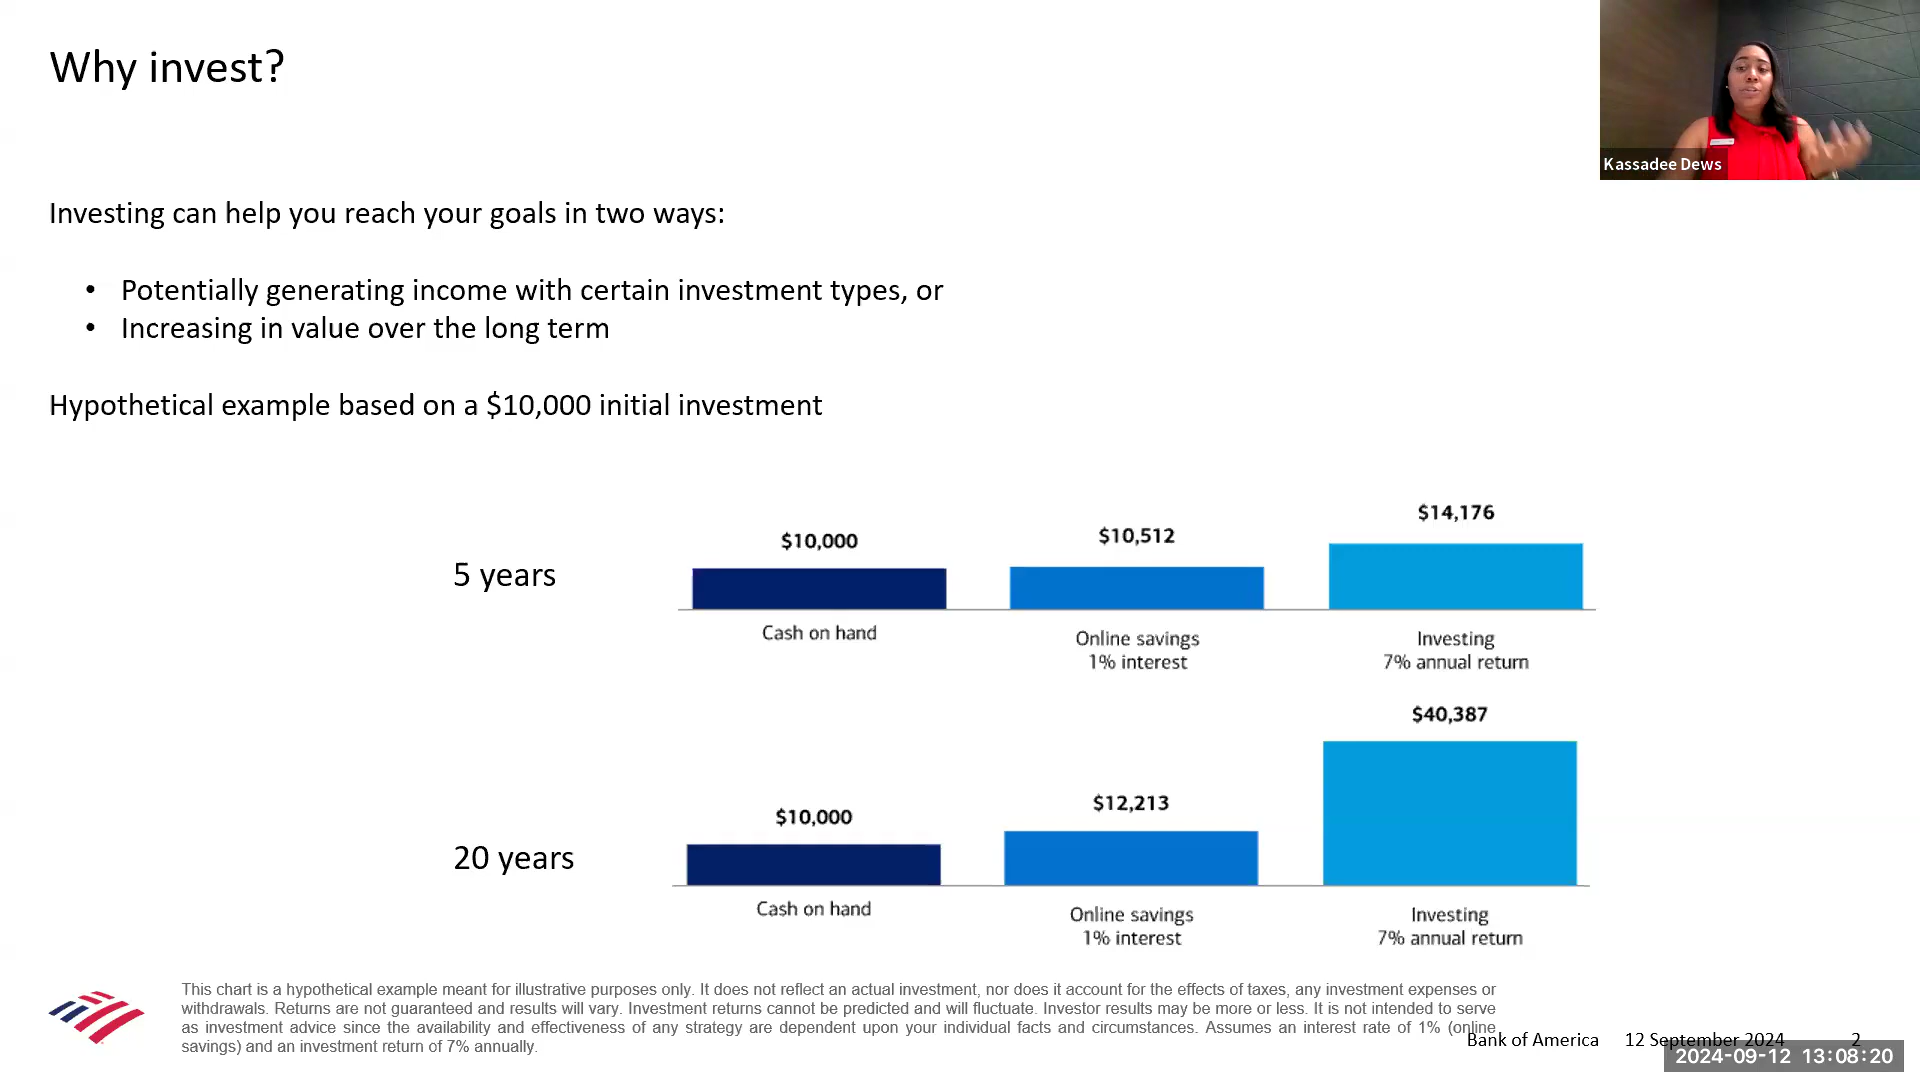 Why invest?
Kassadee Dews
Investing can help you reach your goals in two ways:
• Potentially generating income with certain investment types, or
• Increasing in value over the long term
Hypothetical example based on a $10,000 initial investment
5 years
$10,000
$10,512
$14,176
Cash on hand
Online savings
1% interest
Investing
7% annual return
20 years
$10,000
$12,213
$40,387
Cash on hand
Online savings
1% interest
Investing
7% annual return
This chart is a hypothetical example meant for illustrative purposes only. It does not reflect an actual investment, nor does it account for the effects of taxes, any investment expenses or
withdrawals. Returns are not guaranteed and results will vary. Investment returns cannot be predicted and will fluctuate. Investor results may be more or less. It is not intended to serve
as investment advice since the availability and effectiveness of any strategy are dependent upon your individual facts and circumstances. Assumes an interest rate of 1% (online
savings) and an investment return of 7% annually.
Bank of America 12 September 2024 2
2024-09-12 13:08:20